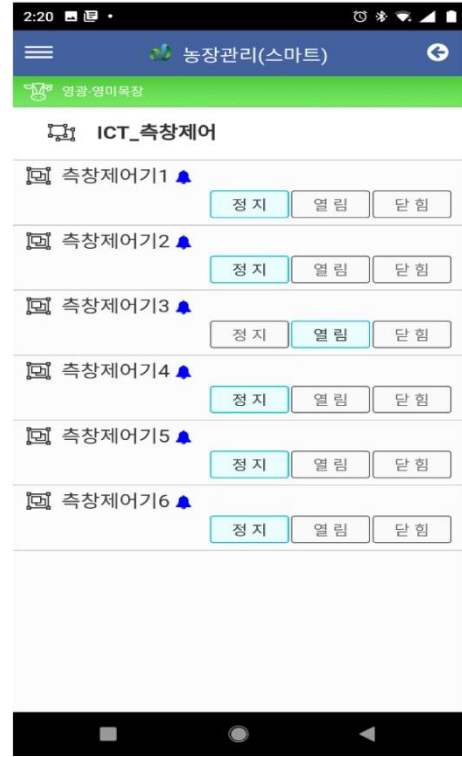 2:20
농장관리(스마트)
영광-영미목장
ICT_측창제어
측창제어기1
정 지 열 림 닫 힘
측창제어기2
정 지 열 림 닫 힘
측창제어기3
정 지 열 림 닫 힘
측창제어기4
정 지 열 림 닫 힘
측창제어기5
정 지 열 림 닫 힘
측창제어기6
정 지 열 림 닫 힘